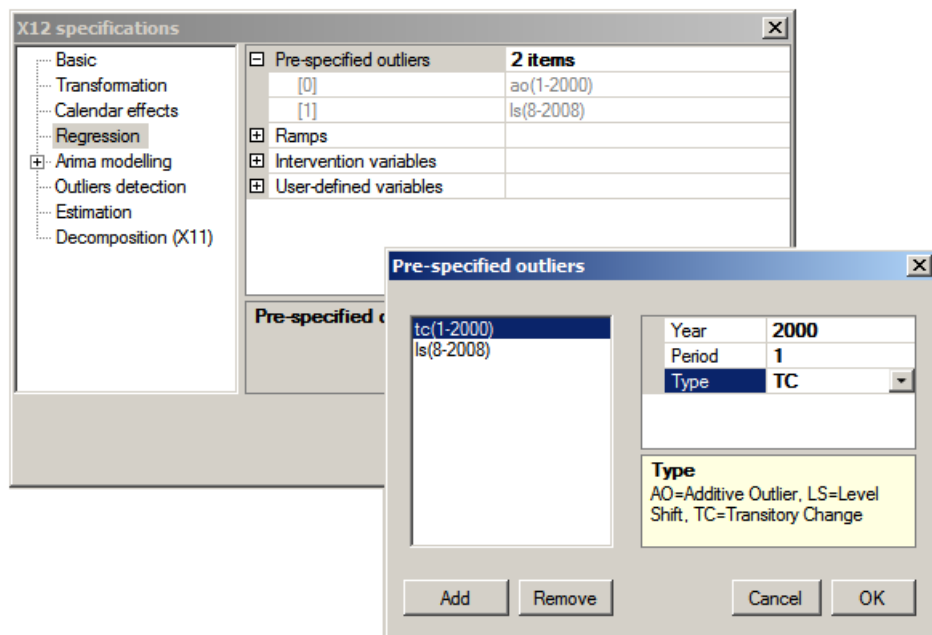 X12 specifications
Basic
Transformation
Calendar effects
Regression
Arima modelling
Outliers detection
Estimation
Decomposition (X11)
Pre-specified outliers 2 items
[0] ao(1-2000)
[1] ls(8-2008)
Ramps
Intervention variables
User-defined variables
Pre-specified
Pre-specified outliers
tc(1-2000)
ls(8-2008)
Year 2000
Period 1
Type TC
Type
AO=Additive Outlier, LS=Level
Shift, TC=Transitory Change
Add Remove Cancel OK